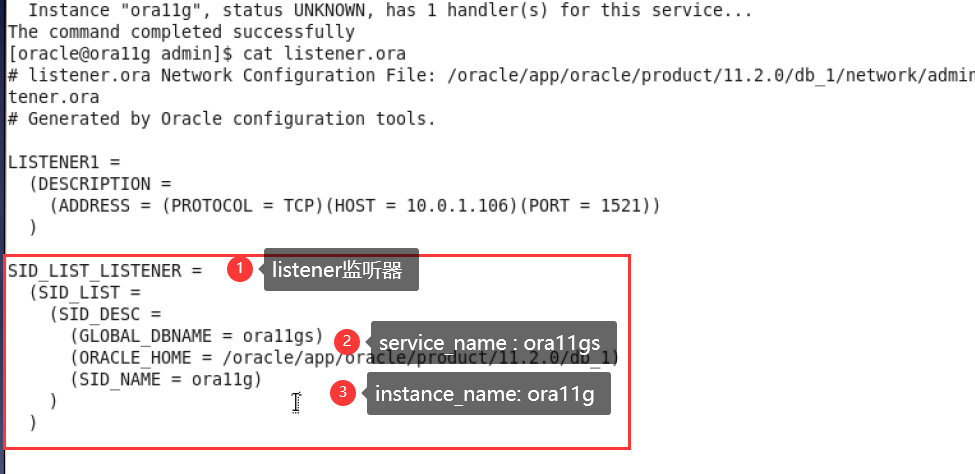 Instance "ora11g", status UNKNOWN, has 1 handler(s) for this service...
The command completed successfully
[oracle@ora11g admin]$ cat listener.ora
# listener.ora Network Configuration File: /oracle/app/oracle/product/11.2.0/db_1/network/admin
tener.ora
# Generated by Oracle configuration tools.
LISTENER1 =
(DESCRIPTION =
(ADDRESS = (PROTOCOL = TCP)(HOST = 10.0.1.106)(PORT = 1521))
)
SID_LIST_LISTENER = 1 listener监听器
(SID_LIST =
(SID_DESC =
(GLOBAL_DBNAME = ora11gs) 2 service_name : ora11gs
(ORACLE_HOME = /oracle/app/oracle/product/11.2.0/db_1)
(SID_NAME = ora11g) 3 instance_name: ora11g
)
)